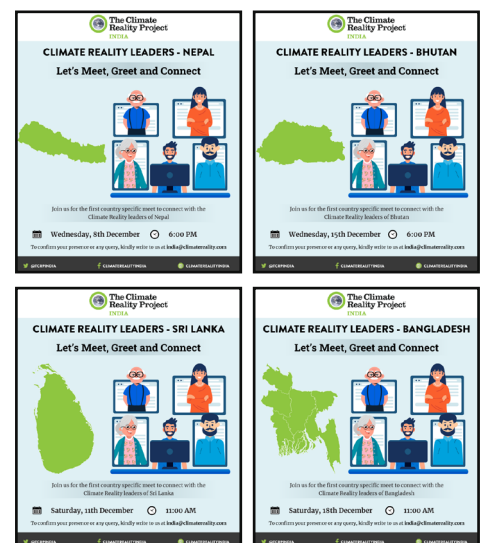 The Climate
Reality Project
INDIA
CLIMATE REALITY LEADERS - NEPAL
Let's Meet, Greet and Connect
Join us for the first country specific meet to connect with the
Climate Reality leaders of Nepal
Wednesday, 8th December 6:00 PM
To confirm your presence or any query, kindly write to us at india@climatereality.com
@TCRPINDIA CLIMATEREALITYINDIA CLIMATEREALITYINDIA
The Climate
Reality Project
INDIA
CLIMATE REALITY LEADERS - BHUTAN
Let's Meet, Greet and Connect
Join us for the first country specific meet to connect with the
Climate Reality leaders of Bhutan
Wednesday, 15th December 6:00 PM
To confirm your presence or any query, kindly write to us at india@climatereality.com
@TCRPINDIA CLIMATEREALITYINDIA CLIMATEREALITYINDIA
The Climate
Reality Project
INDIA
CLIMATE REALITY LEADERS - SRI LANKA
Let's Meet, Greet and Connect
Join us for the first country specific meet to connect with the
Climate Reality leaders of Sri Lanka
Saturday, 11th December 11:00 AM
To confirm your presence or any query, kindly write to us at india@climatereality.com
@TCRPINDIA CLIMATEREALITYINDIA CLIMATEREALITYINDIA
The Climate
Reality Project
INDIA
CLIMATE REALITY LEADERS - BANGLADESH
Let's Meet, Greet and Connect
Join us for the first country specific meet to connect with the
Climate Reality leaders of Bangladesh
Saturday, 18th December 11:00 AM
To confirm your presence or any query, kindly write to us at india@climatereality.com
@TCRPINDIA CLIMATEREALITYINDIA CLIMATEREALITYINDIA